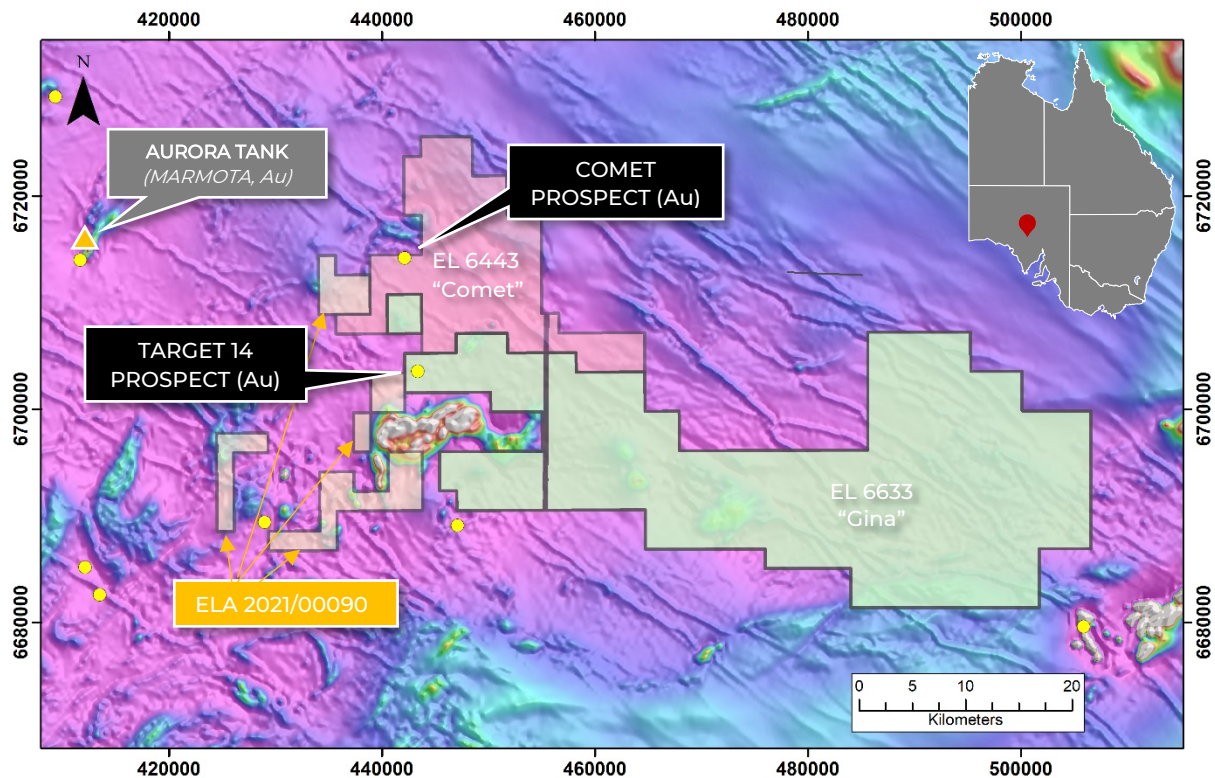 420000
440000
460000
480000
500000
N
AURORA TANK
(MARMOTA, Au)
COMET
PROSPECT (Au)
6720000
6720000
EL 6443
“Comet”
TARGET 14
PROSPECT (Au)
6700000
6700000
EL 6633
“Gina”
ELA 2021/00090
6680000
6680000
0
5
10
20
Kilometers
420000
440000
460000
480000
500000